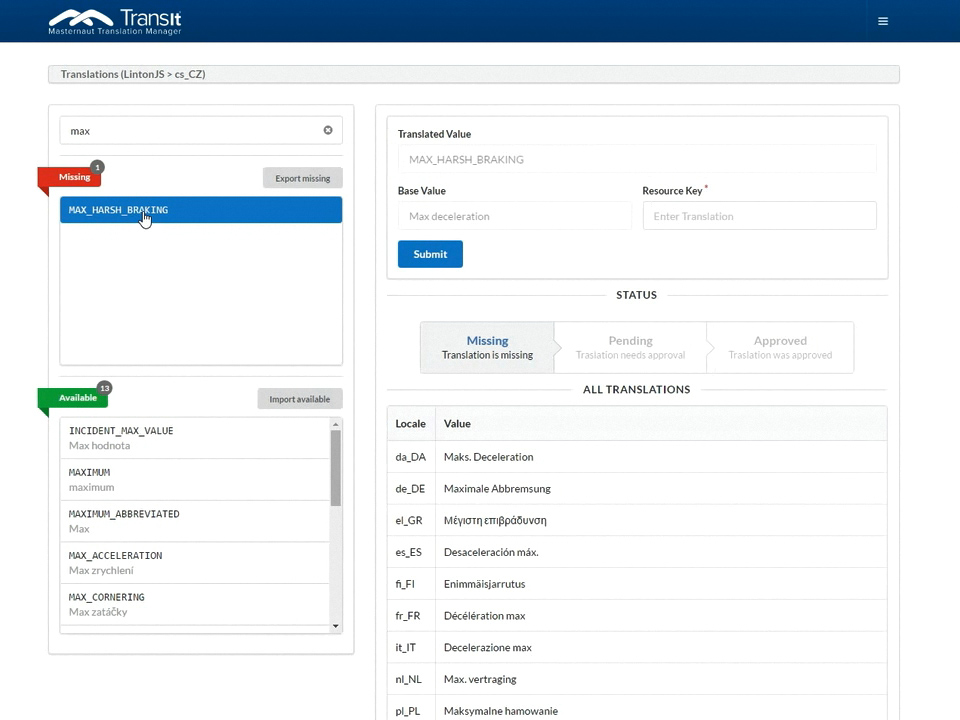 Transit
Masternaut Translation Manager
Translations (LintonJS > cs_CZ)
max
Missing
1
Export missing
MAX_HARSH_BRAKING
Available
13
Import available
INCIDENT_MAX_VALUE
Max hodnota
MAXIMUM
maximum
MAXIMUM_ABBREVIATED
Max
MAX_ACCELERATION
Max zrychlení
MAX_CORNERING
Max zatáčky
Translated Value
MAX_HARSH_BRAKING
Base Value
Resource Key *
Max deceleration
Enter Translation
Submit
STATUS
Missing
Translation is missing
Pending
Traslation needs approval
Approved
Traslation was approved
ALL TRANSLATIONS
Locale Value
da_DA Maks. Deceleration
de_DE Maximale Abbremsung
el_GR Μέγιστη επιβράδυνση
es_ES Desaceleración máx.
fi_FI Enimmäisjarrutus
fr_FR Décélération max
it_IT Decelerazione max
nl_NL Max. vertraging
pl_PL Maksymalne hamowanie